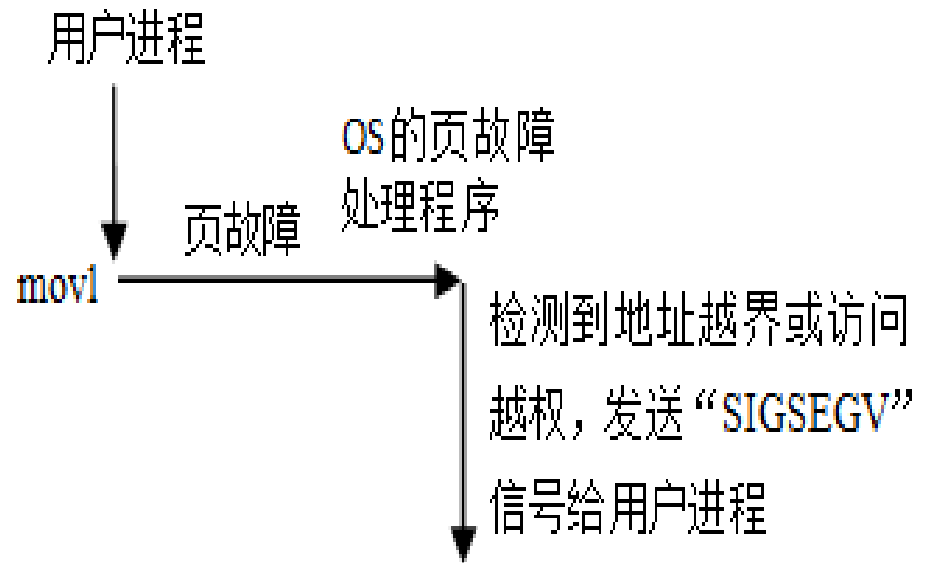 用户进程
OS的页故障
处理程序
页故障
movl
检测到地址越界或访问
越权，发送“SIGSEGV”
信号给用户进程